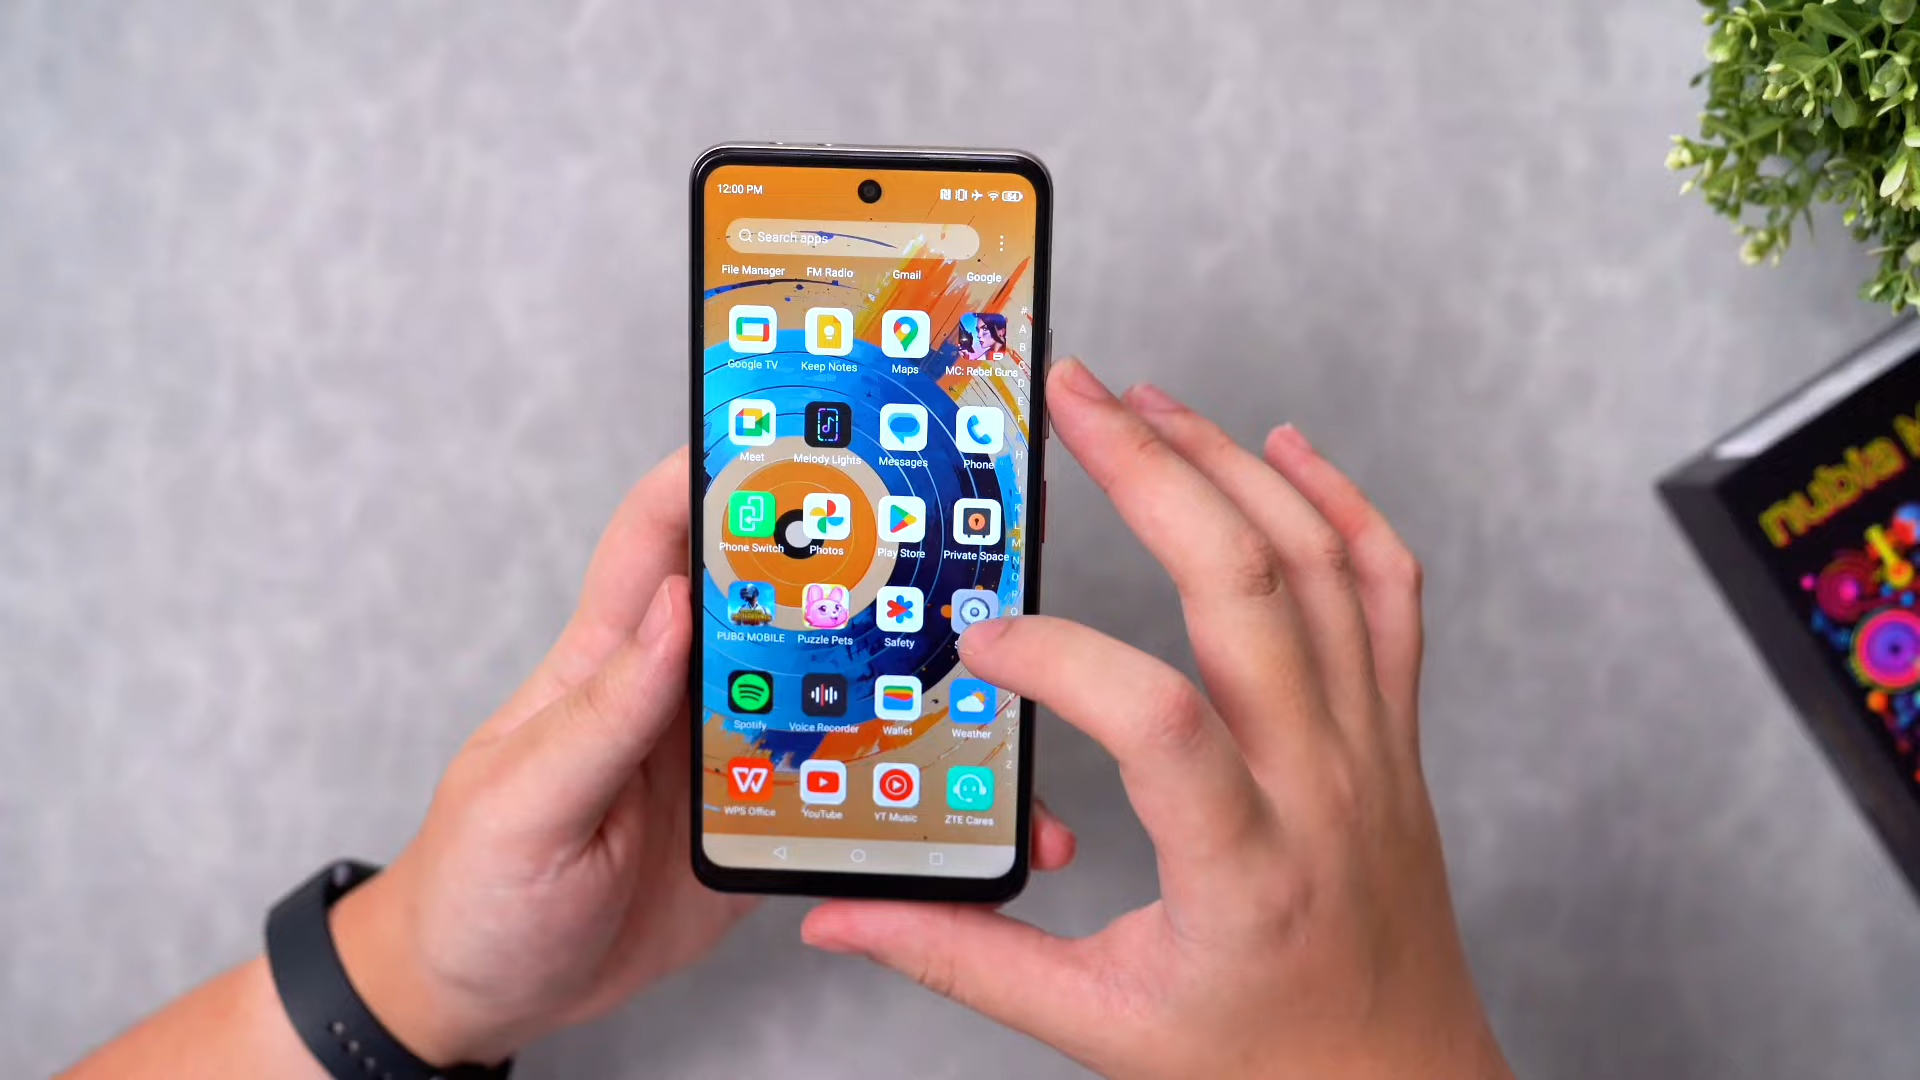 12:00 PM
Search apps
File Manager FM Radio Gmail Google
Google TV Keep Notes Maps MC: Rebel Guns
Meet Melody Lights Messages Phone
Phone Switch Photos Play Store Private Space
PUBG MOBILE Puzzle Pets Safety
Spotify Voice Recorder Wallet Weather
WPS Office YouTube YT Music ZTE Cares
nubia